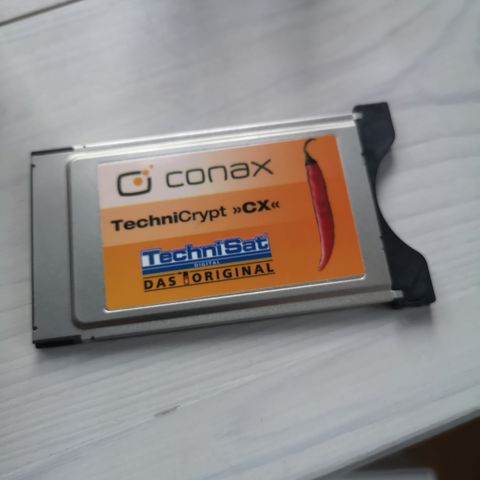 conax
TechniCrypt »CX«
TechniSat
DIGITAL
DAS ORIGINAL